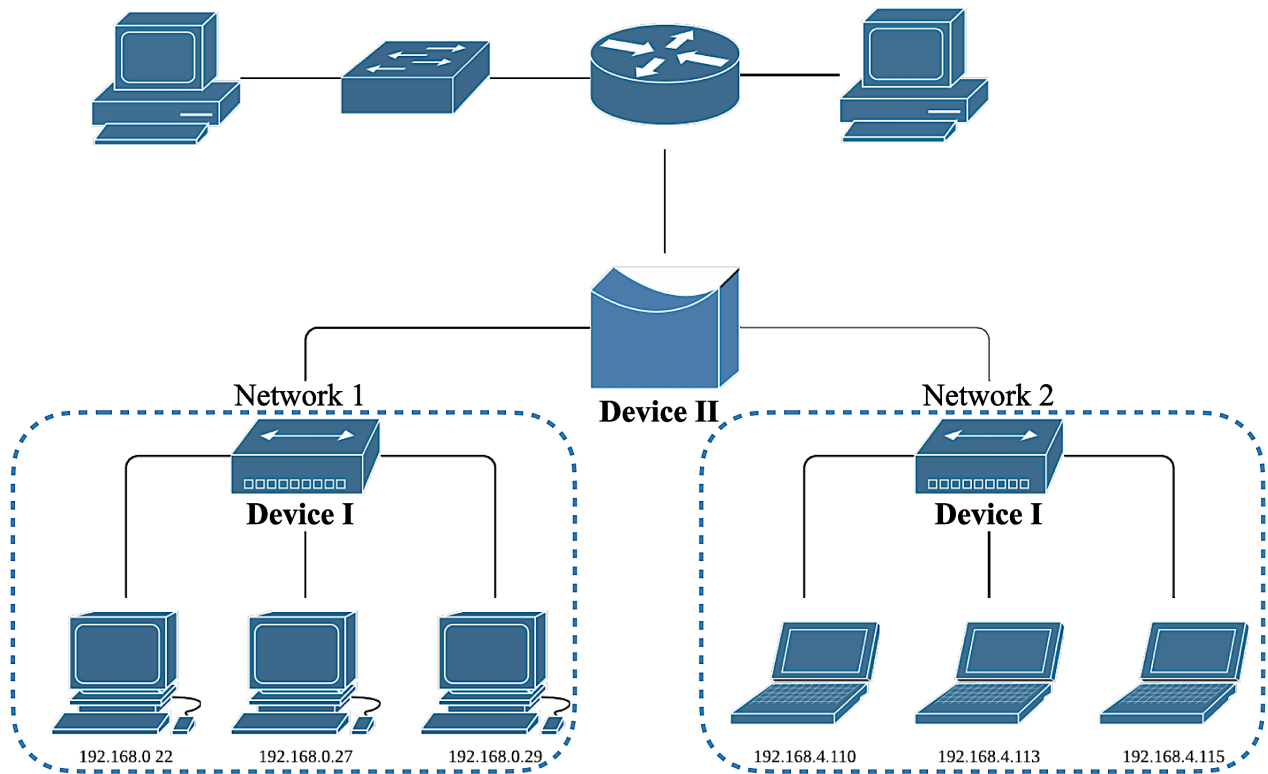 Network 1
Network 2
Device II
Device I
Device I
192.168.0 22
192.168.0.27
192.168.0.29
192.168.4.110
192.168.4.113
192.168.4.115